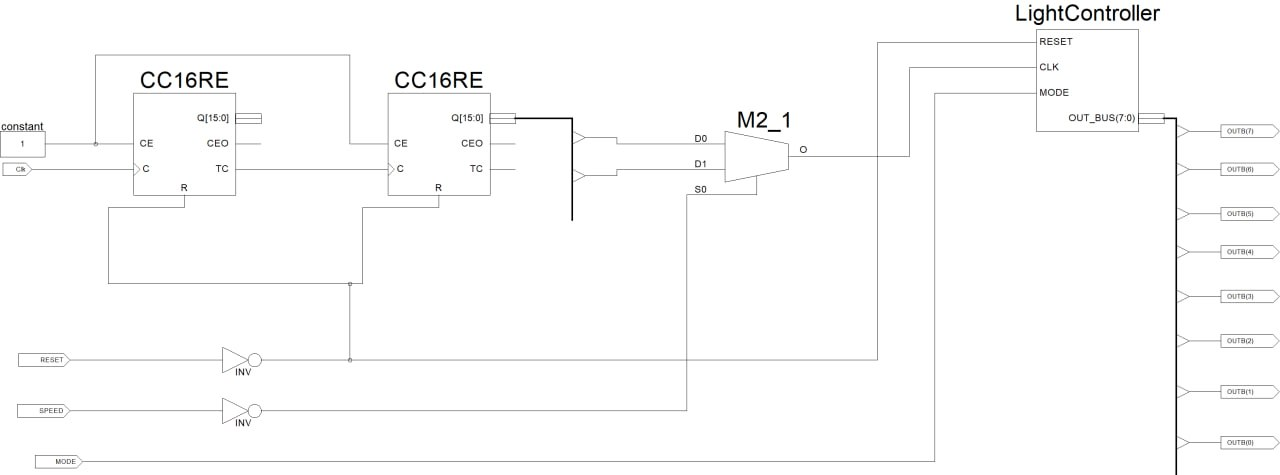 LightController
RESET
CLK
MODE
OUT_BUS(7:0)
CC16RE
Q[15:0]
CE
CEO
C
TC
R
CC16RE
Q[15:0]
CE
CEO
C
TC
R
constant
1
Clk
M2_1
D0
D1
S0
O
OUTB(7)
OUTB(6)
OUTB(5)
OUTB(4)
OUTB(3)
OUTB(2)
OUTB(1)
OUTB(0)
RESET
INV
SPEED
INV
MODE